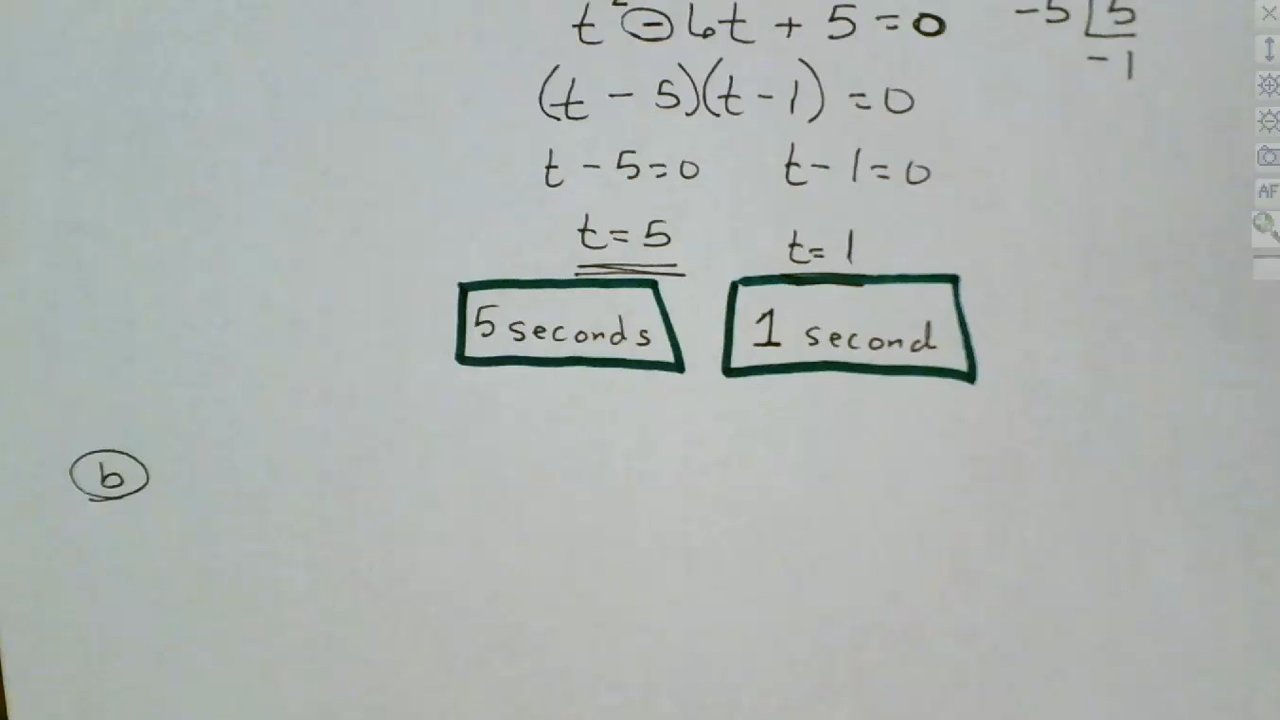 t² - 6t + 5 = 0 -5 | 5
-1
(t - 5)(t - 1) = 0
t - 5 = 0 t - 1 = 0
t = 5 t = 1
5 seconds 1 second
b
AF